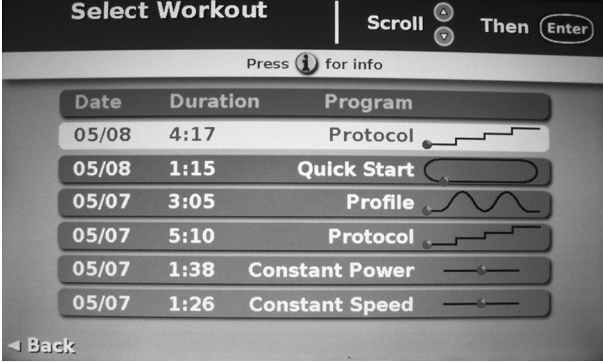 Select Workout
Scroll Then Enter
Press i for info
Date Duration Program
05/08 4:17 Protocol
05/08 1:15 Quick Start
05/07 3:05 Profile
05/07 5:10 Protocol
05/07 1:38 Constant Power
05/07 1:26 Constant Speed
Back